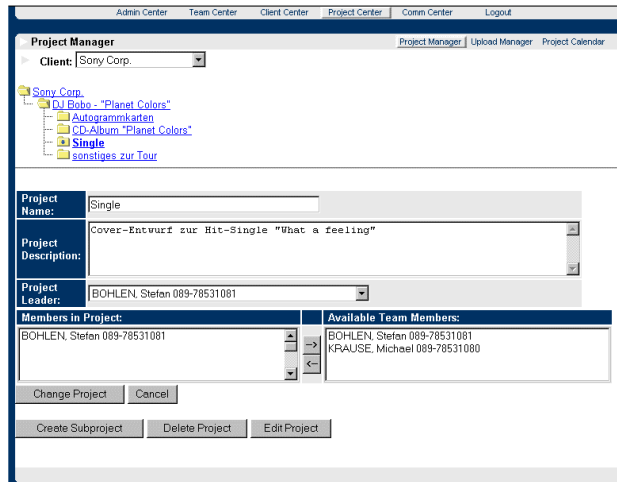 Admin Center Team Center Client Center Project Center Comm Center Logout
Project Manager Project Manager Upload Manager Project Calendar
Client: Sony Corp.
Sony Corp.
DJ Bobo - "Planet Colors"
Autogrammkarten
CD-Album "Planet Colors"
Single
sonstiges zur Tour
Project Name: Single
Project Description: Cover-Entwurf zur Hit-Single "What a feeling"
Project Leader: BOHLEN, Stefan 089-78531081
Members in Project: Available Team Members:
BOHLEN, Stefan 089-78531081 --> BOHLEN, Stefan 089-78531081
<-- KRAUSE, Michael 089-78531080
Change Project Cancel
Create Subproject Delete Project Edit Project